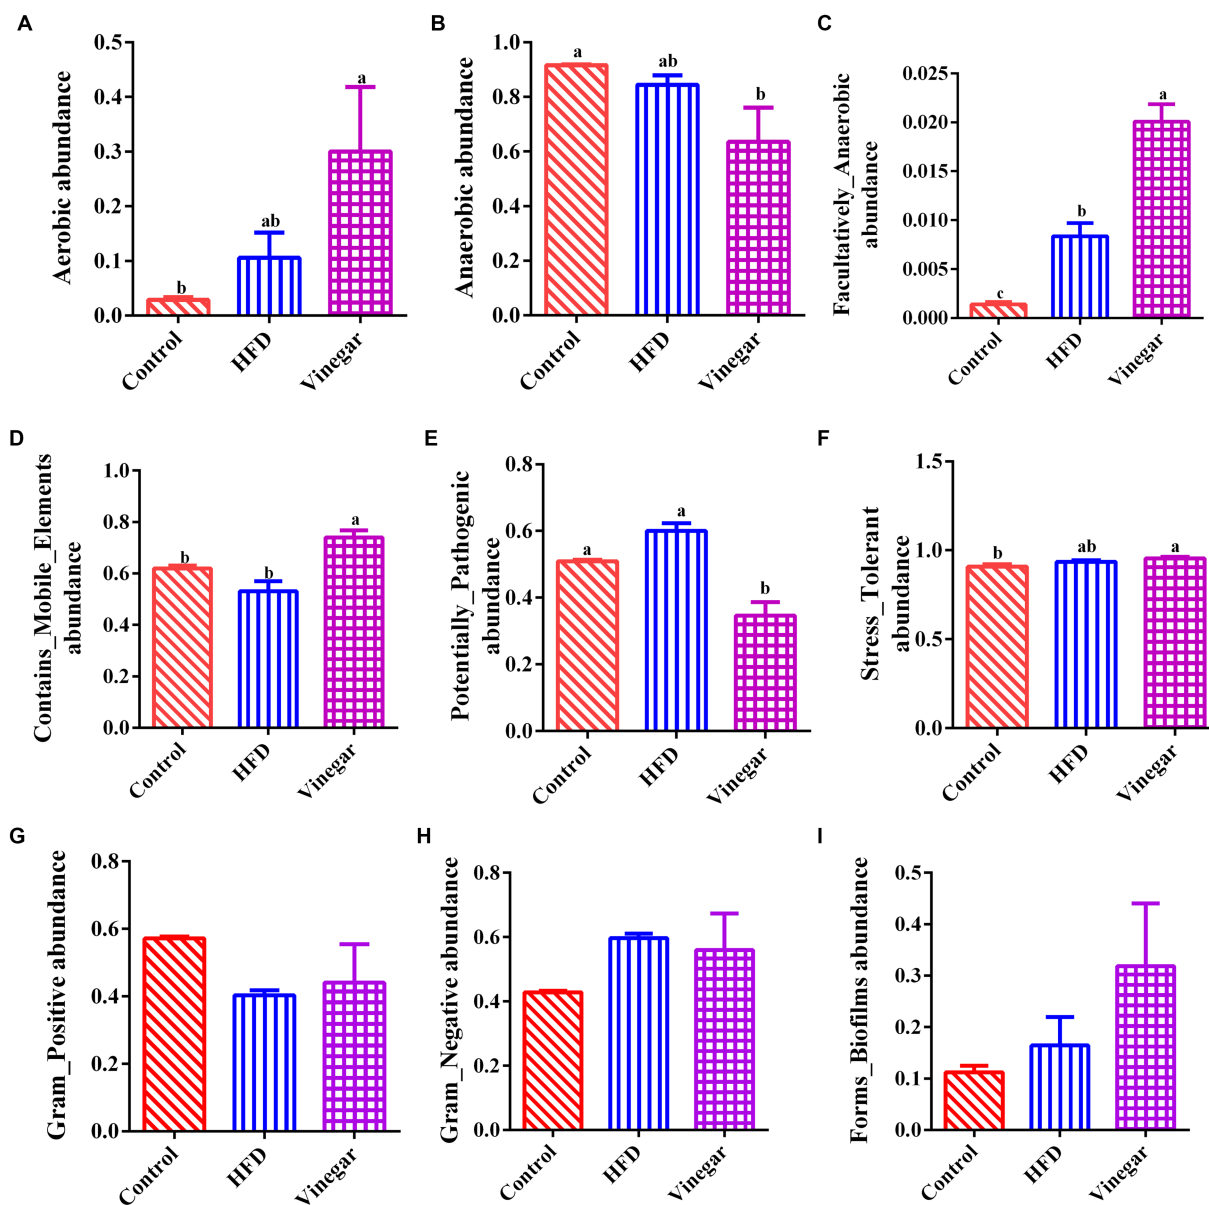 A
Aerobic abundance
0.5
0.4
0.3
0.2
0.1
0.0
b
ab
a
Control
HFD
Vinegar
B
Anaerobic abundance
1.0
0.8
0.6
0.4
0.2
0.0
a
ab
b
Control
HFD
Vinegar
C
Facultatively_Anaerobic
abundance
0.025
0.020
0.015
0.010
0.005
0.000
c
b
a
Control
HFD
Vinegar
D
Contains_Mobile_Elements
abundance
1.0
0.8
0.6
0.4
0.2
0.0
b
b
a
Control
HFD
Vinegar
E
Potentially_Pathogenic
abundance
0.8
0.6
0.4
0.2
0.0
a
a
b
Control
HFD
Vinegar
F
Stress_Tolerant
abundance
1.5
1.0
0.5
0.0
b
ab
a
Control
HFD
Vinegar
G
Gram_Positive abundance
0.8
0.6
0.4
0.2
0.0
Control
HFD
Vinegar
H
Gram_Negative abundance
0.8
0.6
0.4
0.2
0.0
Control
HFD
Vinegar
I
Forms_Biofilms abundance
0.5
0.4
0.3
0.2
0.1
0.0
Control
HFD
Vinegar